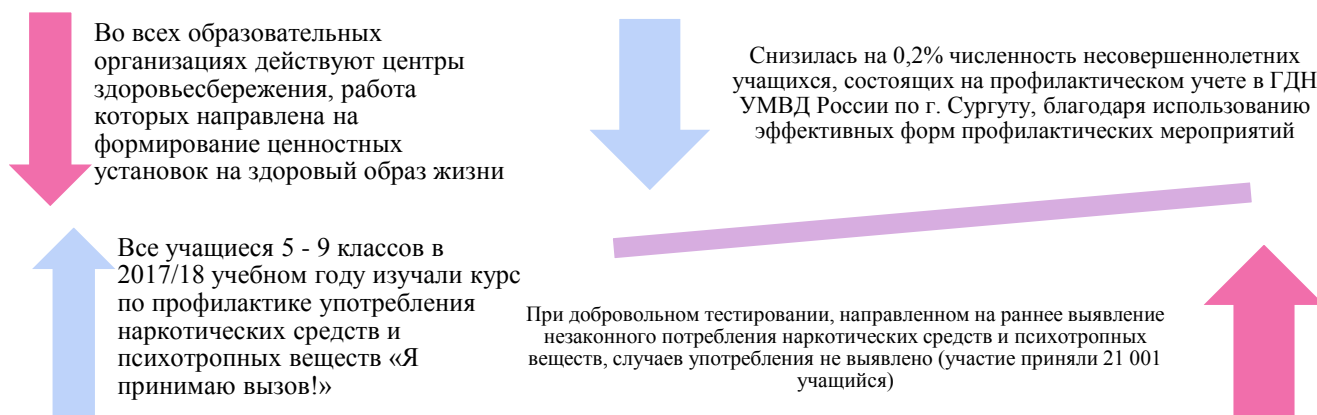 Во всех образовательных
организациях действуют центры
здоровьесбережения, работа
которых направлена на
формирование ценностных
установок на здоровый образ жизни
Все учащиеся 5 - 9 классов в
2017/18 учебном году изучали курс
по профилактике употребления
наркотических средств и
психотропных веществ «Я
принимаю вызов!»
Снизилась на 0,2% численность несовершеннолетних
учащихся, состоящих на профилактическом учете в ГДН
УМВД России по г. Сургуту, благодаря использованию
эффективных форм профилактических мероприятий
При добровольном тестировании, направленном на раннее выявление
незаконного потребления наркотических средств и психотропных
веществ, случаев употребления не выявлено (участие приняли 21 001
учащийся)